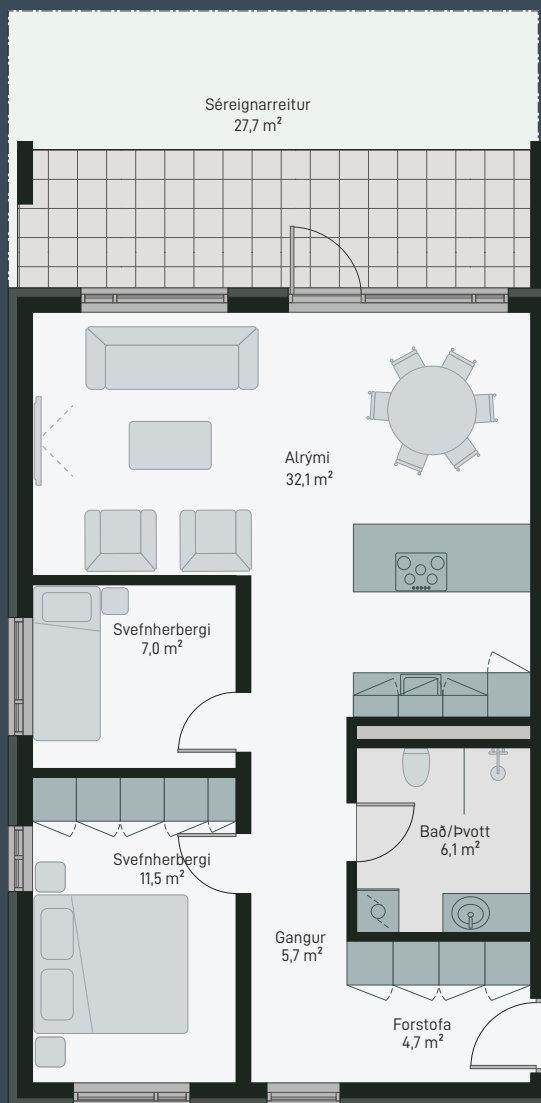 Séreignarreitur
27,7 m²
Alrými
32,1 m²
Svefnherbergi
7,0 m²
Bað/Þvott
6,1 m²
Svefnherbergi
11,5 m²
Gangur
5,7 m²
Forstofa
4,7 m²